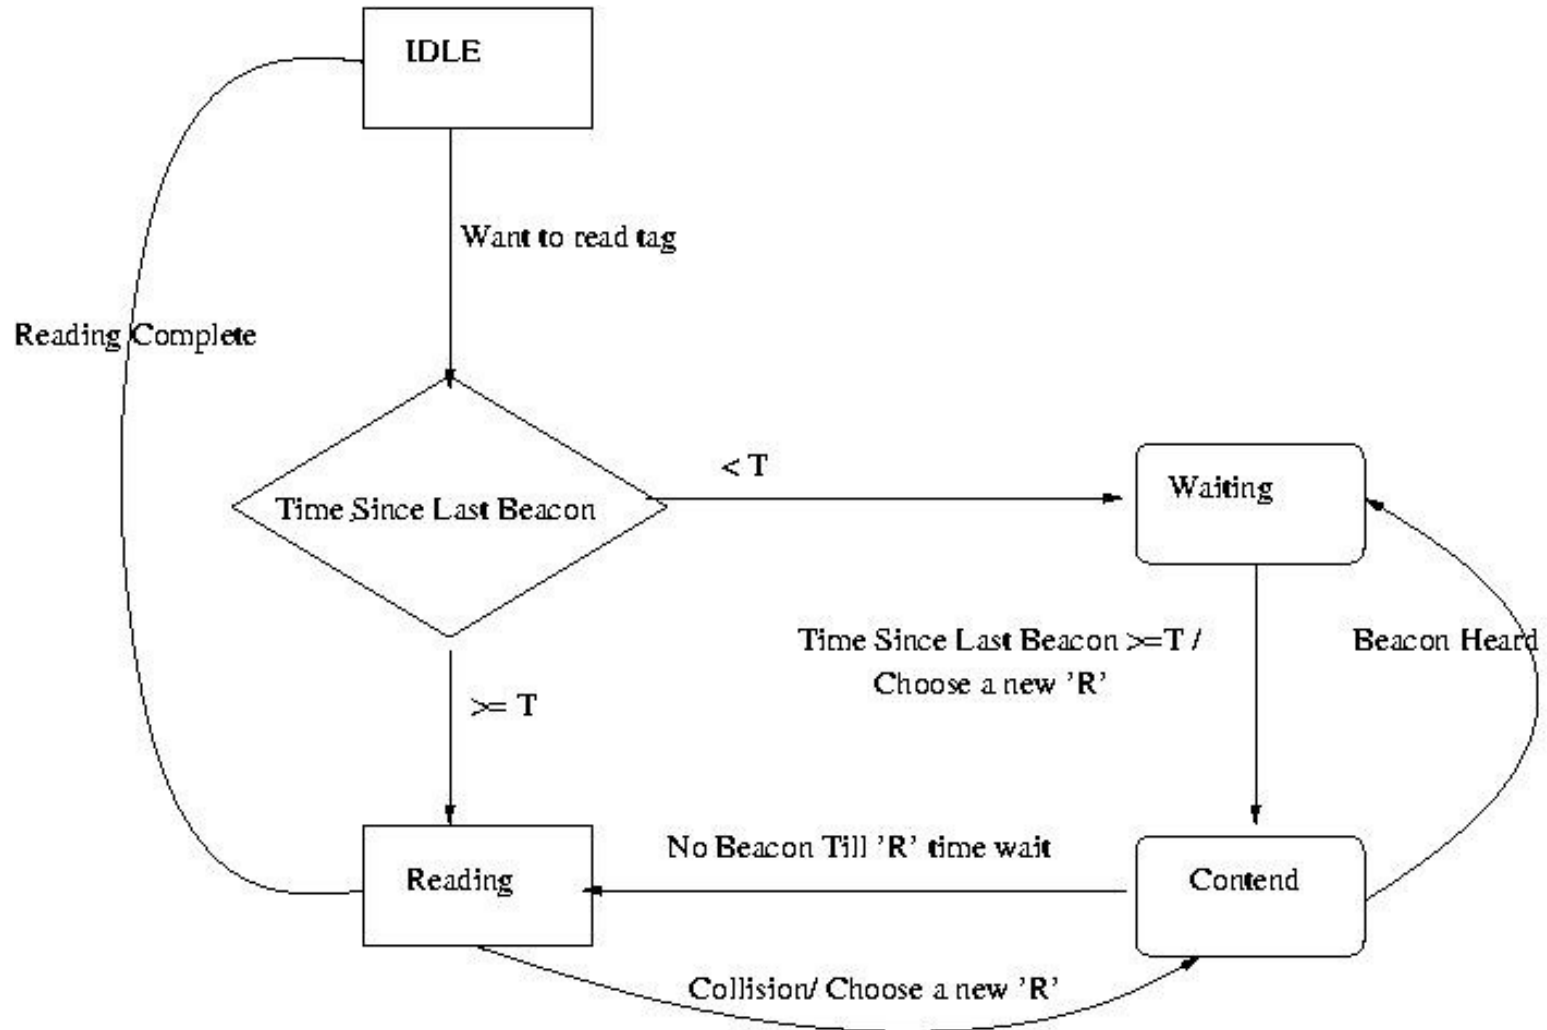 IDLE
Want to read tag
Reading Complete
< T
Waiting
Time Since Last Beacon
Time Since Last Beacon >=T /
Choose a new 'R'
Beacon Heard
>= T
No Beacon Till 'R' time wait
Reading
Contend
Collision/ Choose a new 'R'